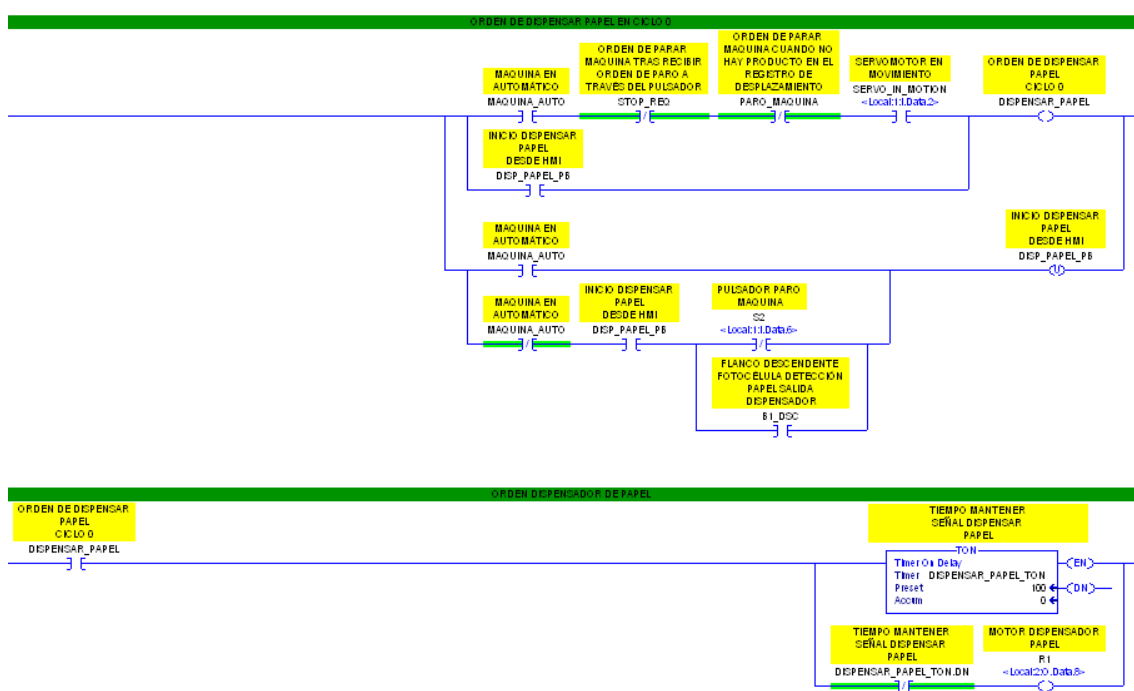 ORDEN DE DISPENSAR PAPEL EN CICLO 0
MAQUINA EN
AUTOMÁTICO
MAQUINA_AUTO
ORDEN DE PARAR
MAQUINA TRAS RECIBIR
ORDEN DE PARO A
TRAVÉS DEL PULSADOR
STOP_REQ
ORDEN DE PARAR
MAQUINA CUANDO NO
HAY PRODUCTO EN EL
REGISTRO DE
DESPLAZAMIENTO
PARO_MAQUINA
SERVOMOTOR EN
MOVIMIENTO
SERVO_IN_MOTION
<Local:1:I.Data.2>
ORDEN DE DISPENSAR
PAPEL
CICLO 0
DISPENSAR_PAPEL
INICIO DISPENSAR
PAPEL
DESDE HMI
DISP_PAPEL_PB
MAQUINA EN
AUTOMÁTICO
MAQUINA_AUTO
INICIO DISPENSAR
PAPEL
DESDE HMI
DISP_PAPEL_PB
U
MAQUINA EN
AUTOMÁTICO
MAQUINA_AUTO
INICIO DISPENSAR
PAPEL
DESDE HMI
DISP_PAPEL_PB
PULSADOR PARO
MAQUINA
S2
<Local:1:I.Data.6>
FLANCO DESCENDENTE
FOTOCÉLULA DETECCIÓN
PAPEL SALIDA
DISPENSADOR
B1_DSC
ORDEN DISPENSADOR DE PAPEL
ORDEN DE DISPENSAR
PAPEL
CICLO 0
DISPENSAR_PAPEL
TIEMPO MANTENER
SEÑAL DISPENSAR
PAPEL
TON
Timer On Delay
Timer DISPENSAR_PAPEL_TON
Preset 100
Accum 0
EN
DN
TIEMPO MANTENER
SEÑAL DISPENSAR
PAPEL
DISPENSAR_PAPEL_TON.DN
MOTOR DISPENSADOR
PAPEL
R1
<Local:2:O.Data.8>